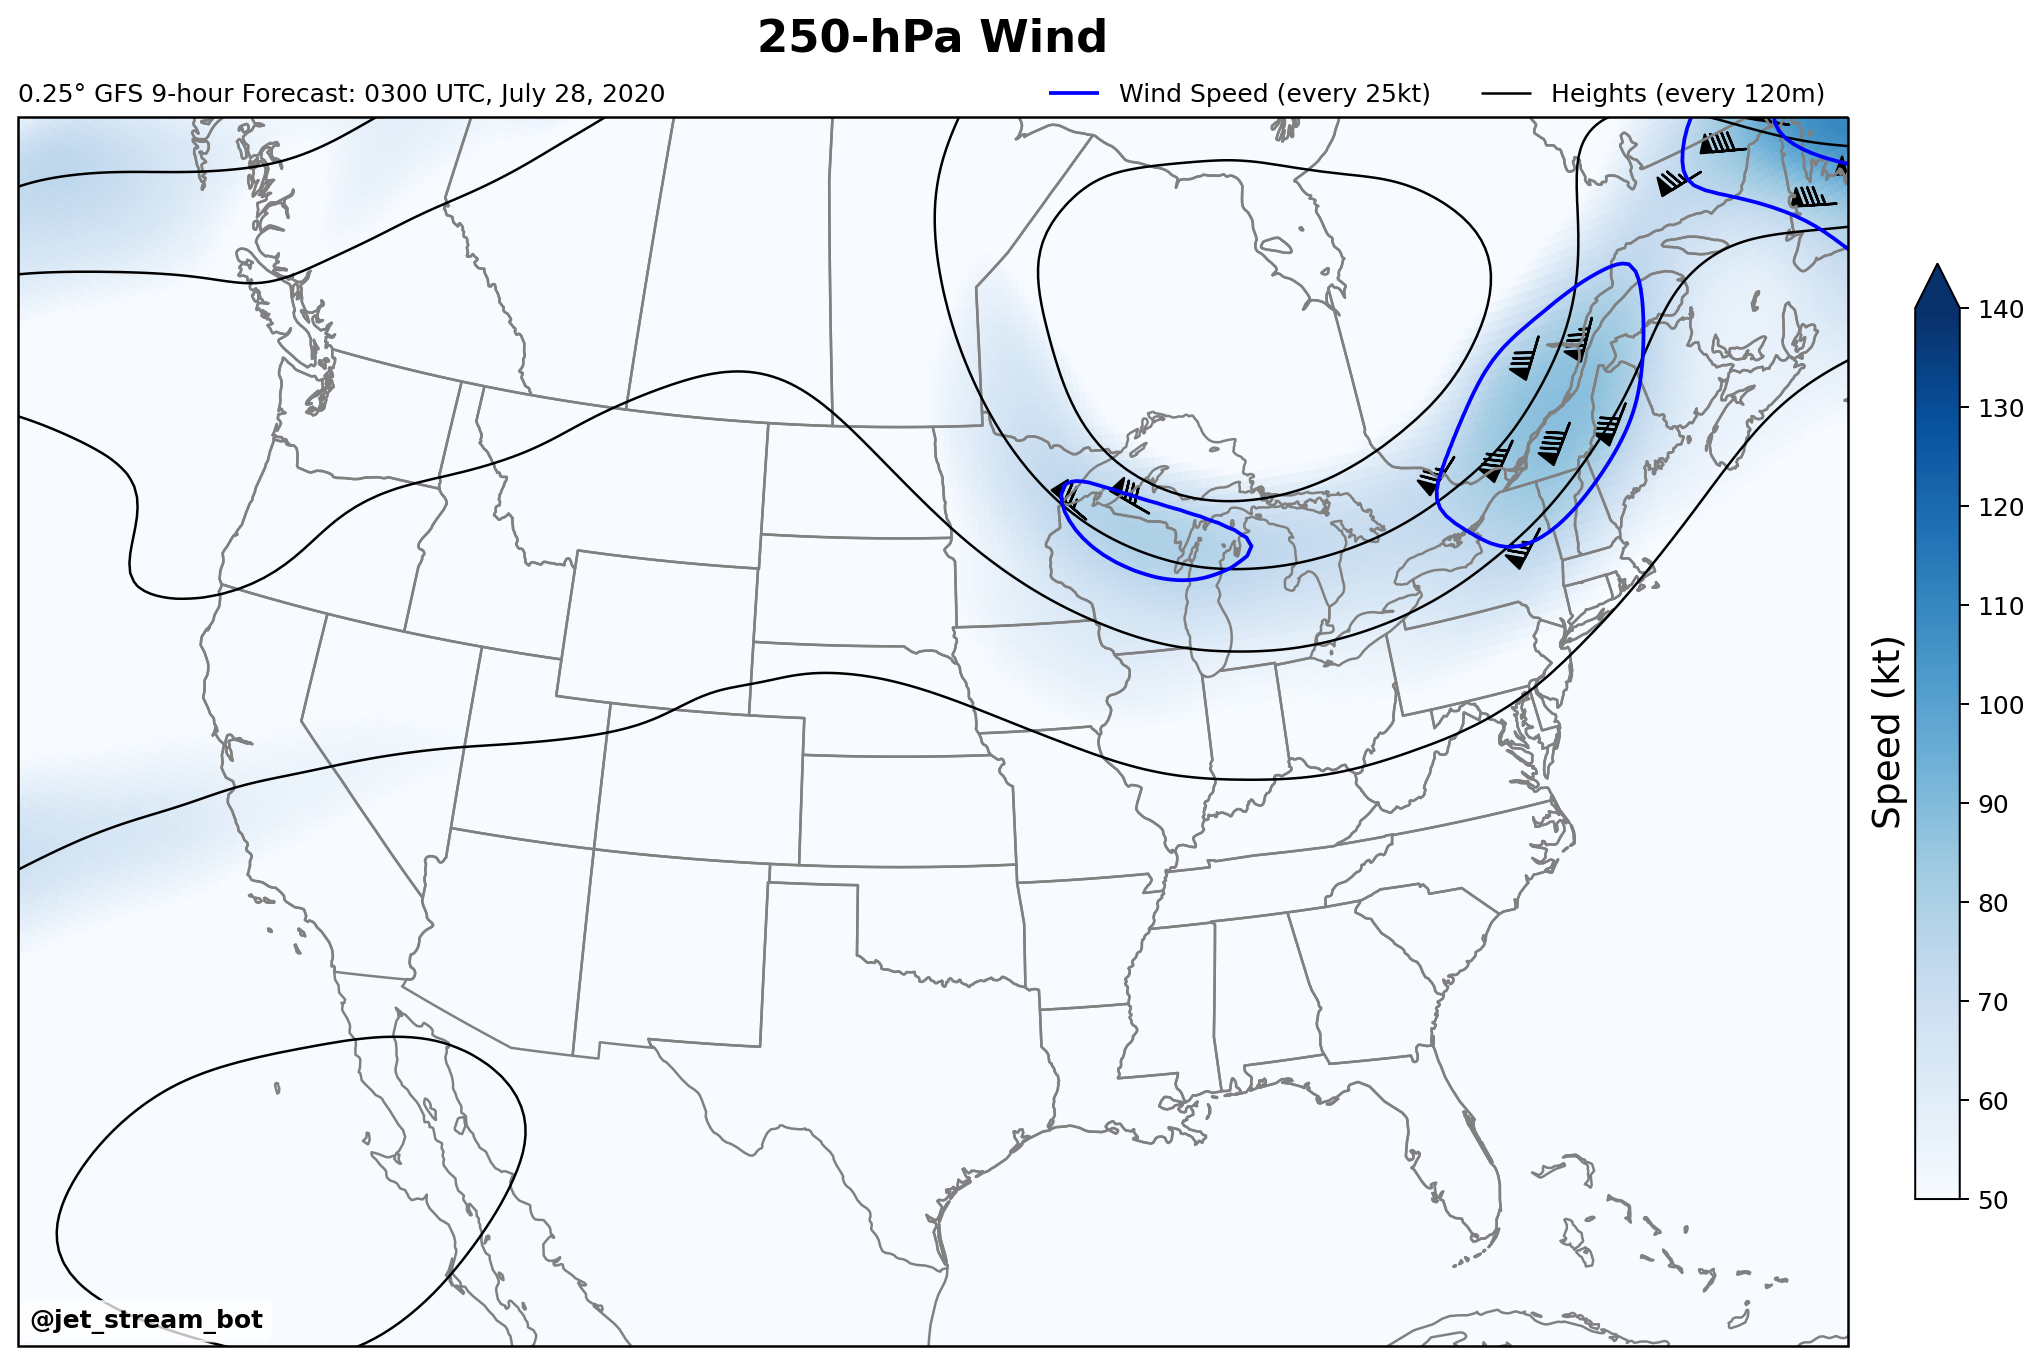 250-hPa Wind
0.25° GFS 9-hour Forecast: 0300 UTC, July 28, 2020
Wind Speed (every 25kt)
Heights (every 120m)
140
130
120
110
100
90
80
70
60
50
Speed (kt)
@jet_stream_bot